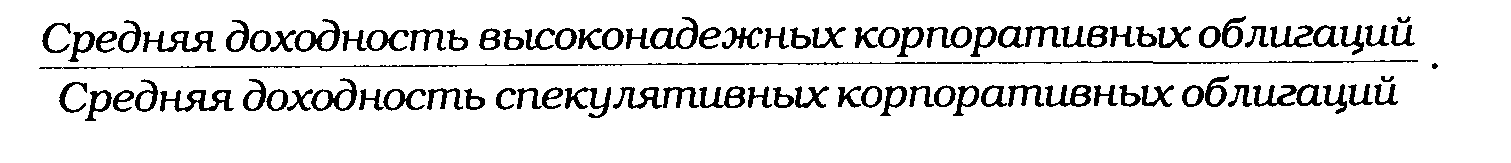 Средняя доходность высоконадежных корпоративных облигаций
Средняя доходность спекулятивных корпоративных облигаций.